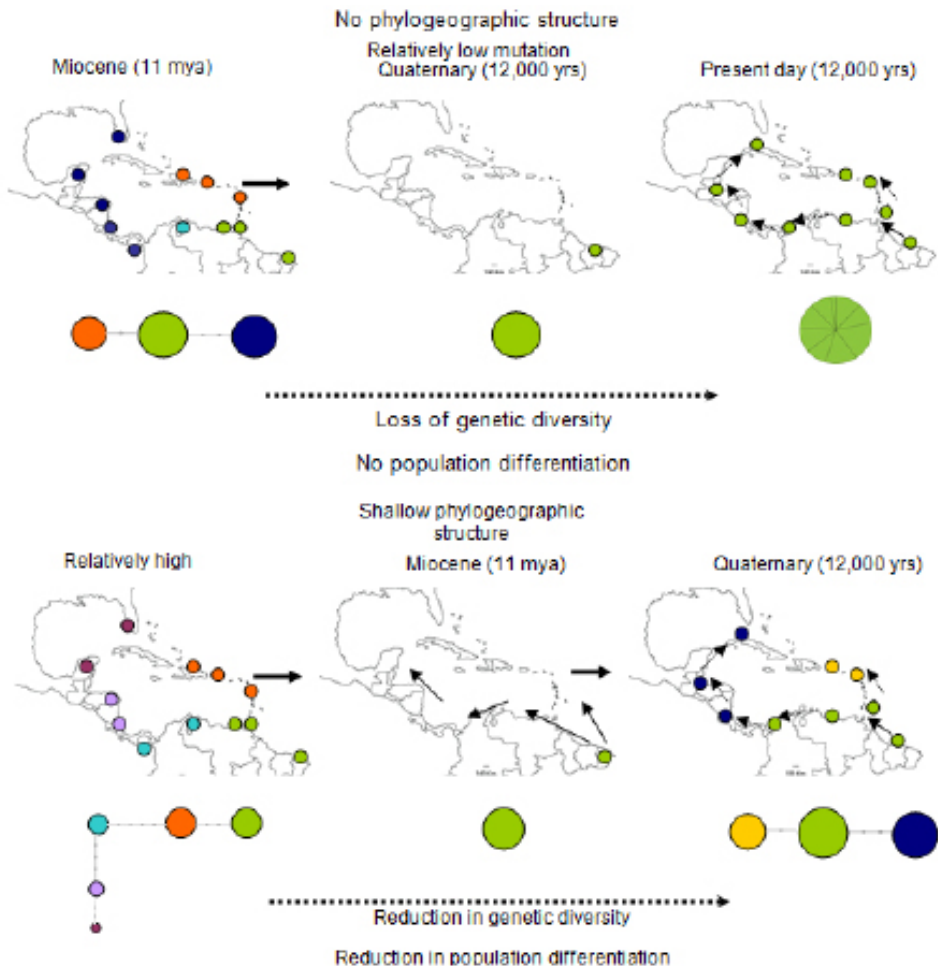 No phylogeographic structure
Relatively low mutation
Miocene (11 mya)
Quaternary (12,000 yrs)
Present day (12,000 yrs)
Loss of genetic diversity
No population differentiation
Shallow phylogeographic
structure
Relatively high
Miocene (11 mya)
Quaternary (12,000 yrs)
Reduction in genetic diversity
Reduction in population differentiation